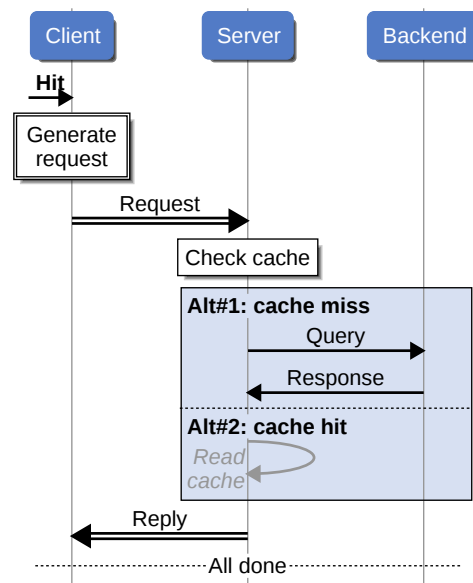 Client
Server
Backend
Hit
Generate
request
Request
Check cache
Alt#1: cache miss
Query
Response
Alt#2: cache hit
Read
cache
Reply
All done